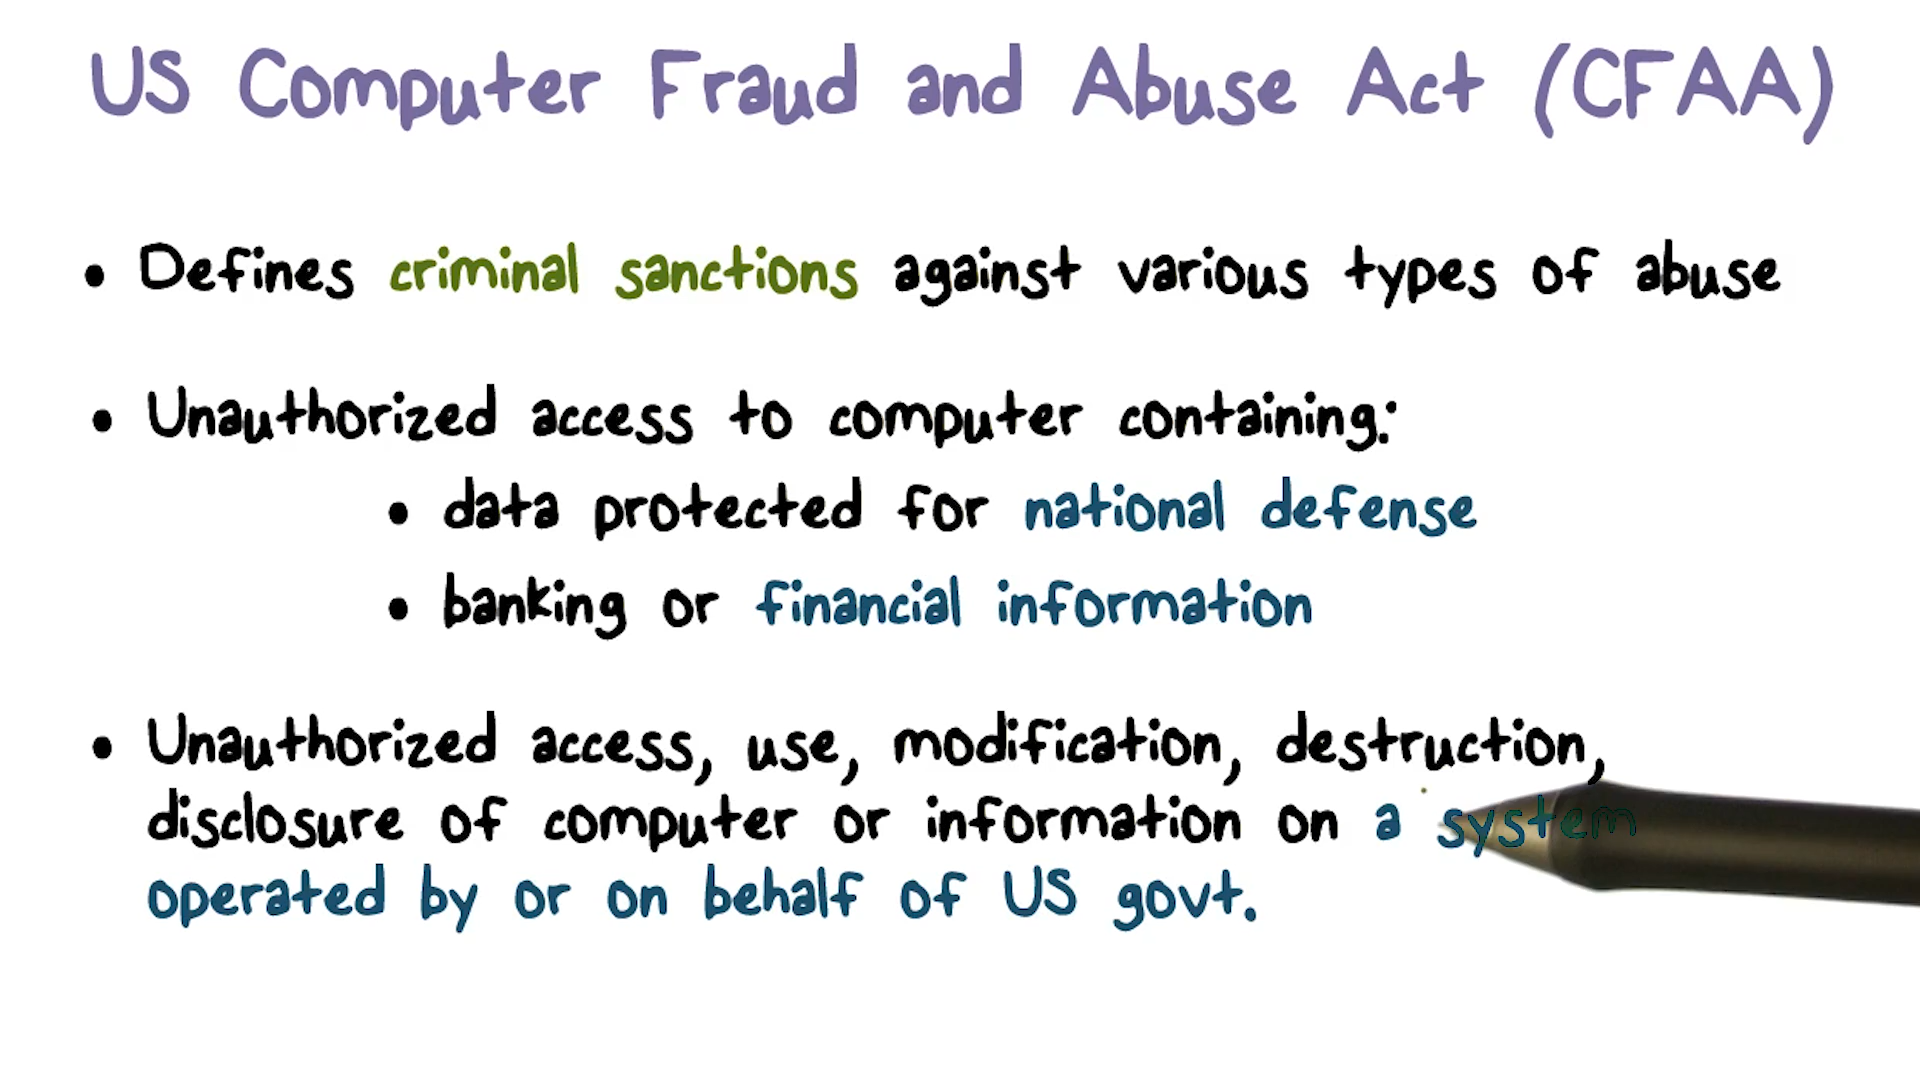 US Computer Fraud and Abuse Act (CFAA)
• Defines criminal sanctions against various types of abuse
• Unauthorized access to computer containing:
• data protected for national defense
• banking or financial information
• Unauthorized access, use, modification, destruction,
disclosure of computer or information on a system
operated by or on behalf of US govt.